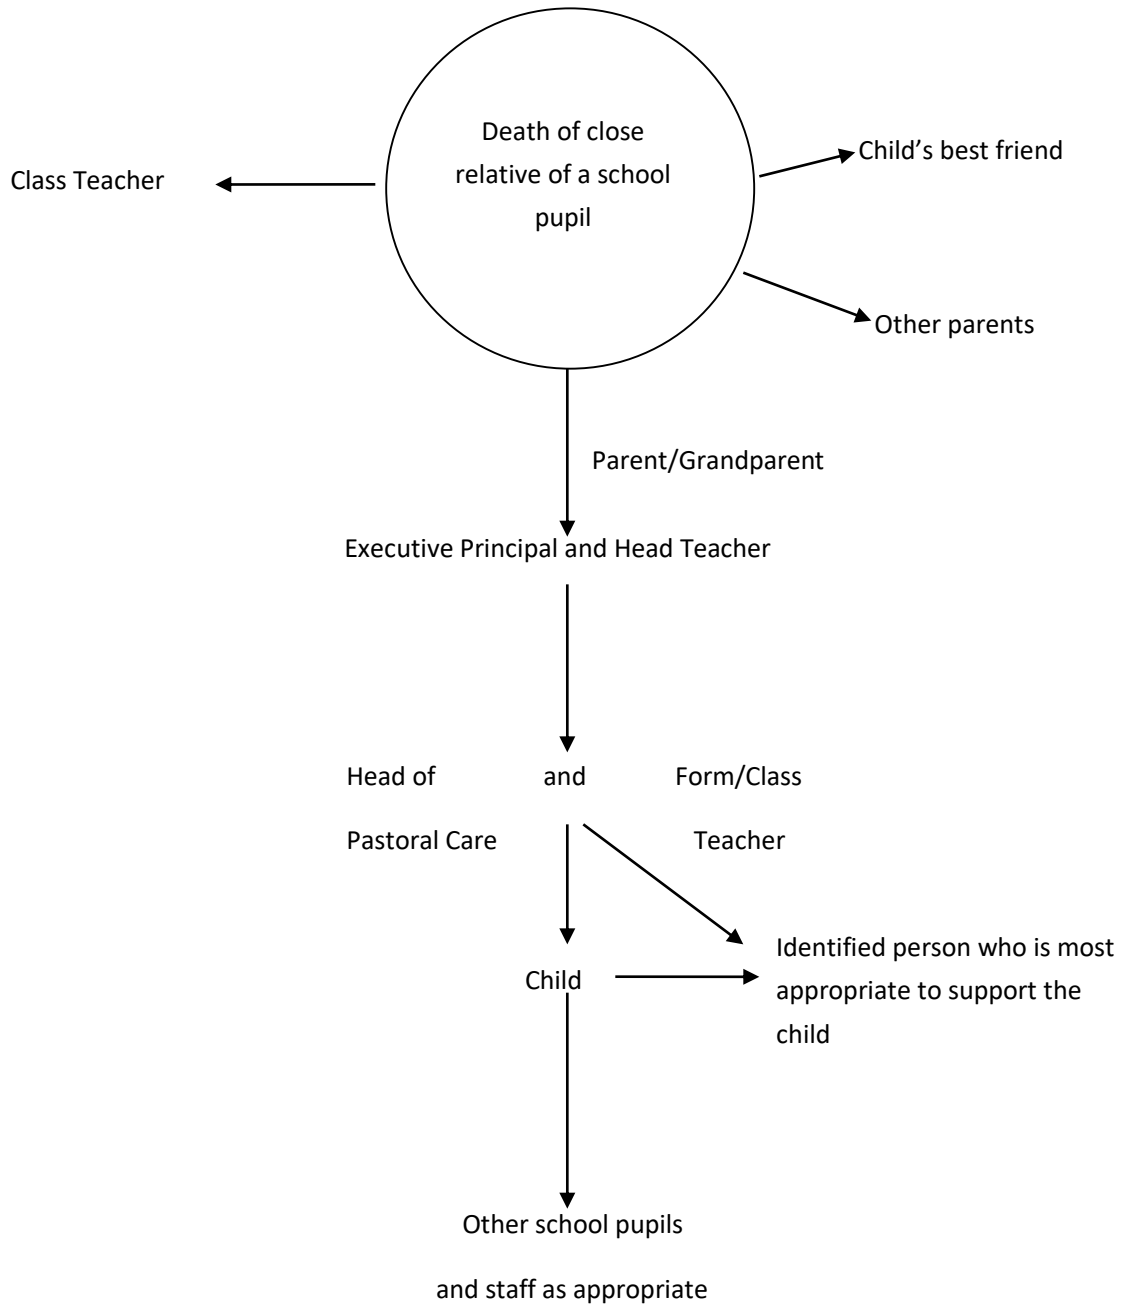 Death of close
relative of a school
pupil
Child’s best friend
Class Teacher
Other parents
Parent/Grandparent
Executive Principal and Head Teacher
Head of and Form/Class
Pastoral Care Teacher
Identified person who is most
appropriate to support the
child
Child
Other school pupils
and staff as appropriate